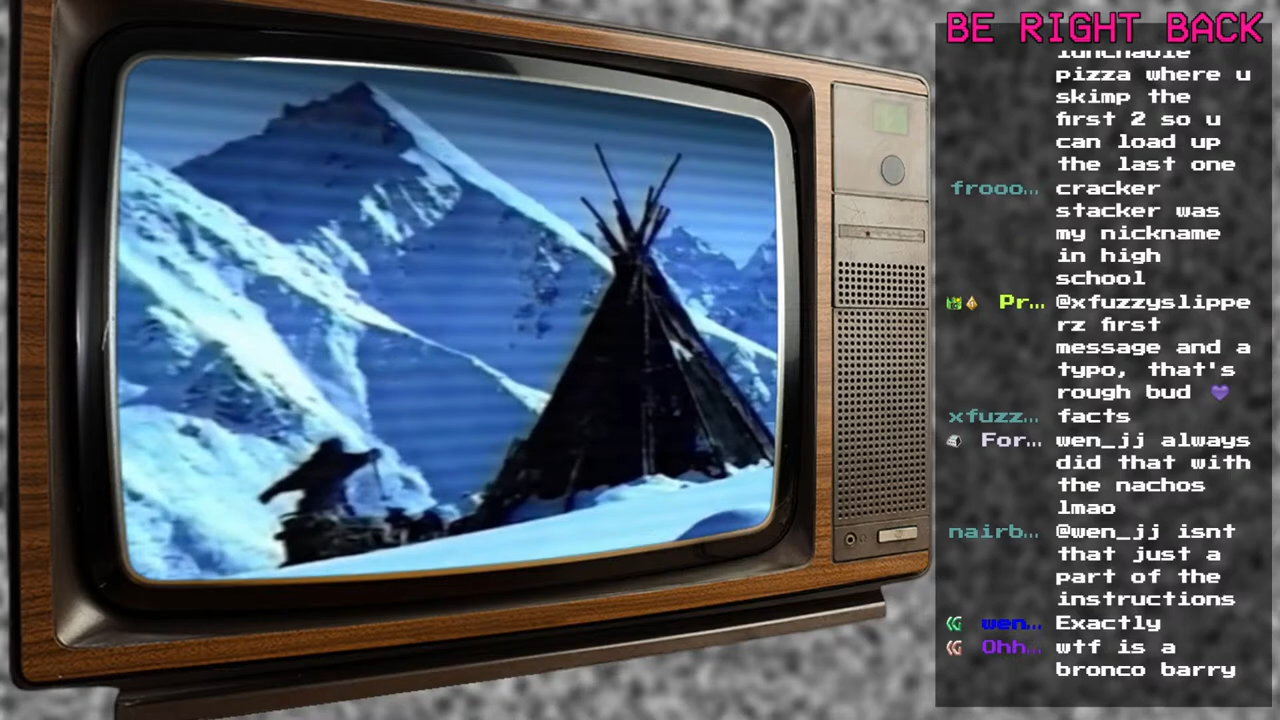 BE RIGHT BACK
lunchable
pizza where u
skimp the
first 2 so u
can load up
the last one
frooo... cracker
stacker was
my nickname
in high
school
Pr... @xfuzzyslippe
rz first
message and a
typo, that's
rough bud 💜
xfuzz... facts
For... wen_jj always
did that with
the nachos
lmao
nairb... @wen_jj isnt
that just a
part of the
instructions
wen... Exactly
Ohh... wtf is a
bronco barry